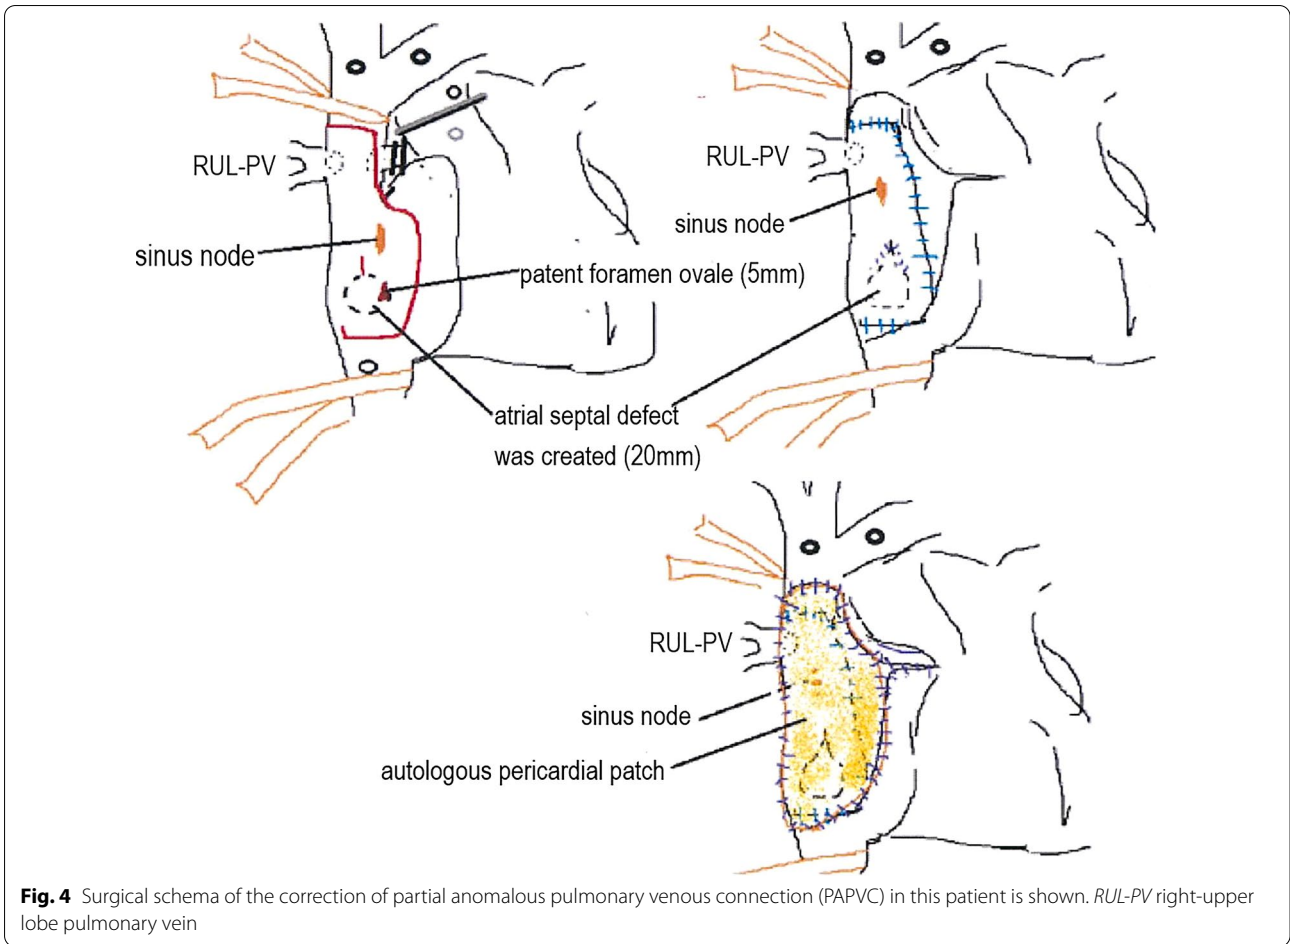 RUL-PV
sinus node
patent foramen ovale (5mm)
atrial septal defect
was created (20mm)
RUL-PV
sinus node
RUL-PV
sinus node
autologous pericardial patch
Fig. 4 Surgical schema of the correction of partial anomalous pulmonary venous connection (PAPVC) in this patient is shown. RUL-PV right-upper
lobe pulmonary vein